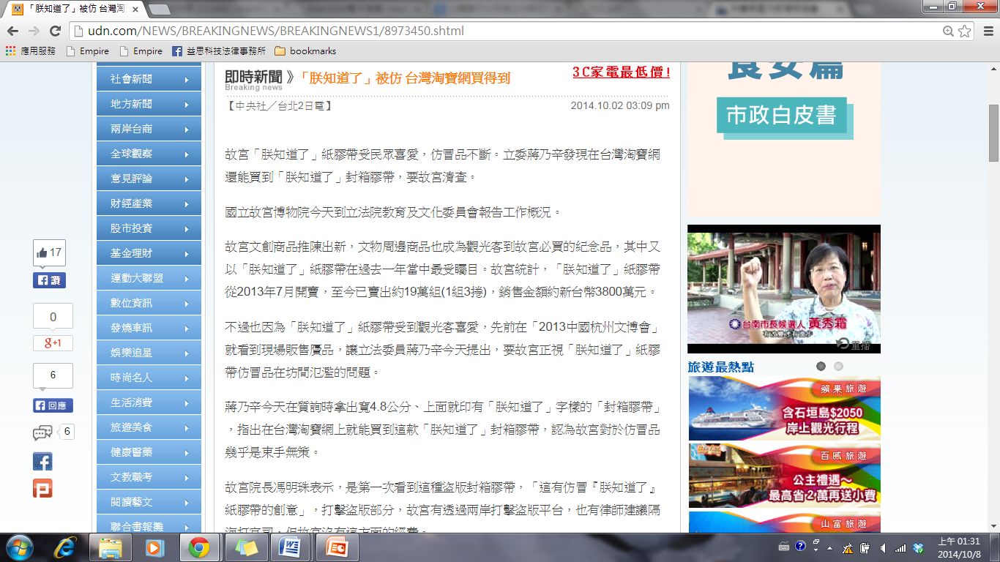 「朕知道了」被仿 台灣淘
udn.com/NEWS/BREAKINGNEWS/BREAKINGNEWS1/8973450.shtml
應用服務 Empire Empire 益思科技法律事務所 bookmarks
社會新聞
地方新聞
兩岸台商
全球觀察
意見評論
財經產業
股市投資
基金理財
運動大聯盟
數位資訊
發燒車訊
娛樂追星
時尚名人
生活消費
旅遊美食
健康醫藥
文教職考
閱讀藝文
聯合書報攤
17
讚
0
g+1
6
回應
6
即時新聞 》「朕知道了」被仿 台灣淘寶網買得到
Breaking news
3C家電最低價!
【中央社／台北2日電】
2014.10.02 03:09 pm
故宮「朕知道了」紙膠帶受民眾喜愛，仿冒品不斷。立委蔣乃辛發現在台灣淘寶網
還能買到「朕知道了」封箱膠帶，要故宮清查。
國立故宮博物院今天到立法院教育及文化委員會報告工作概況。
故宮文創商品推陳出新，文物周邊商品也成為觀光客到故宮必買的紀念品，其中又
以「朕知道了」紙膠帶在過去一年當中最受矚目。故宮統計，「朕知道了」紙膠帶
從2013年7月開賣，至今已賣出約19萬組(1組3捲)，銷售金額約新台幣3800萬元。
不過也因為「朕知道了」紙膠帶受到觀光客喜愛，先前在「2013中國杭州文博會」
就看到現場販售贗品，讓立法委員蔣乃辛今天提出，要故宮正視「朕知道了」紙膠
帶仿冒品在坊間氾濫的問題。
蔣乃辛今天在質詢時拿出寬4.8公分、上面就印有「朕知道了」字樣的「封箱膠帶」
，指出在台灣淘寶網上就能買到這款「朕知道了」封箱膠帶，認為故宮對於仿冒品
幾乎是束手無策。
故宮院長馮明珠表示，是第一次看到這種盜版封箱膠帶，「這有仿冒『朕知道了』
紙膠帶的創意」，打擊盜版部分，故宮有透過兩岸打擊盜版平台，也有律師建議隔
海打官司，但故宮沒有這方面的經費。
食安篇
市政白皮書
台南市長候選人 黃秀霜
有改變才有進步
重播
旅遊最熱點
蘋果旅遊
含石垣島$2050
岸上觀光行程
百威旅遊
公主禮遇～
最高省2萬再送小費
山富旅遊
上午 01:31
2014/10/8